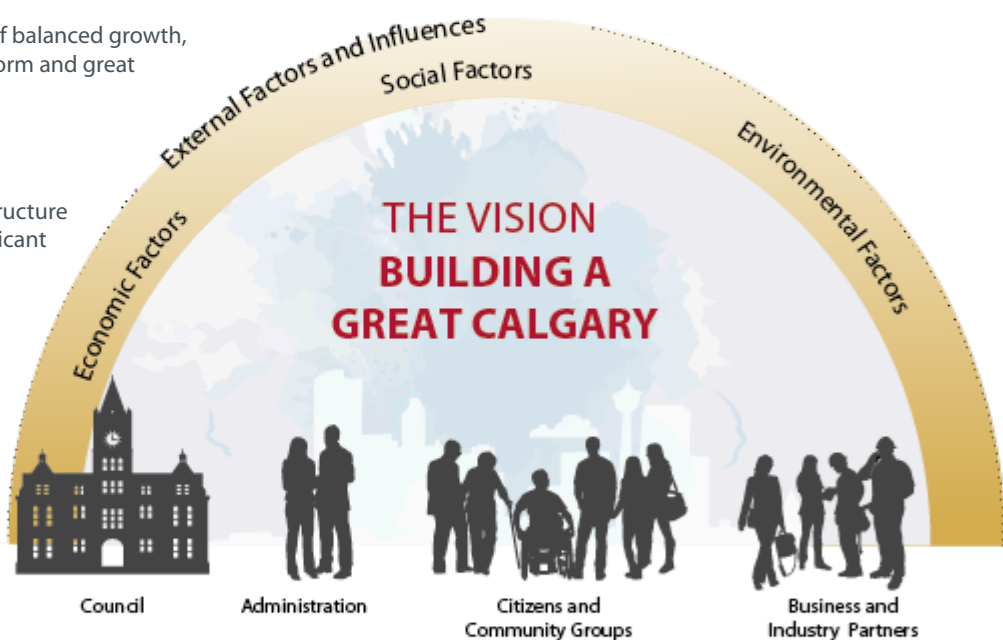 f balanced growth,
orm and great
ructure
icant
External Factors and Influences
Social Factors
Economic Factors
Environmental Factors
THE VISION
BUILDING A
GREAT CALGARY
Council
Administration
Citizens and
Community Groups
Business and
Industry Partners